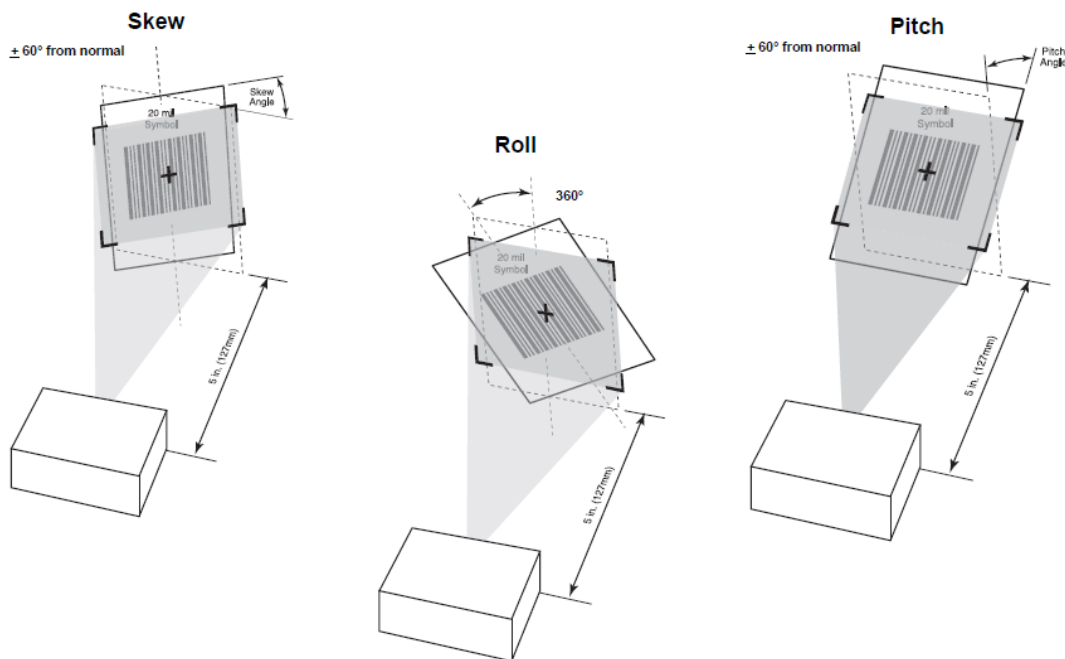 Skew
± 60° from normal
Skew
Angle
20 mil
Symbol
5 in. (127mm)
Roll
360°
20 mil
Symbol
5 in. (127mm)
Pitch
± 60° from normal
Pitch
Angle
20 mil
Symbol
5 in. (127mm)